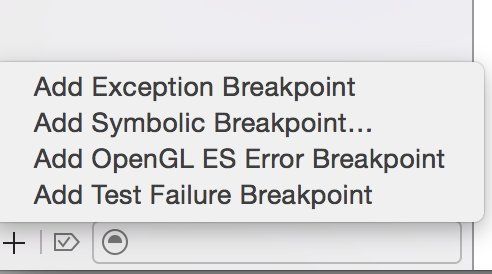 Add Exception Breakpoint
Add Symbolic Breakpoint...
Add OpenGL ES Error Breakpoint
Add Test Failure Breakpoint